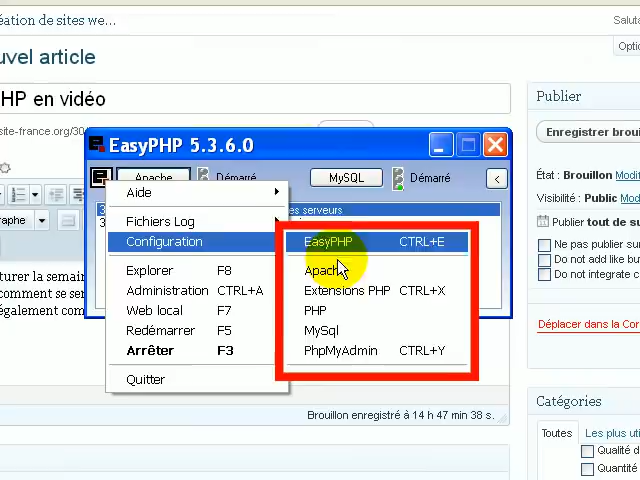 éation de sites we...
Saluta
Optio
uvel article
HP en vidéo
site-france.org/30
EasyPHP 5.3.6.0
Apache
Démarré
MySQL
Démarré
<
es serveurs
Aide
Fichiers Log
Configuration
Explorer F8
Administration CTRL+A
Web local F7
Redémarrer F5
Arrêter F3
Quitter
EasyPHP CTRL+E
Apache
Extensions PHP CTRL+X
PHP
MySql
PhpMyAdmin CTRL+Y
raphe
turer la semain
comment se ser
également com
Brouillon enregistré à 14 h 47 min 38 s.
Publier
Enregistrer broui
État : Brouillon Modif
Visibilité : Public Mod
Publier tout de su
Ne pas publier su
Do not add like bu
Do not integrate c
Déplacer dans la Cor
Catégories
Toutes
Les plus uti
Qualité d
Quantité